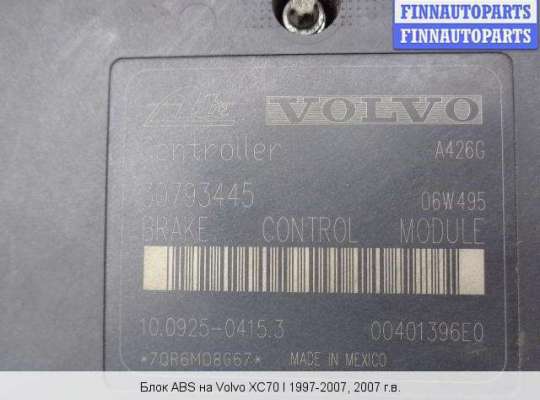 FINNAUTOPARTS
FINNAUTOPARTS
VOLVO
Controller A426G
30793445 06W495
BRAKE CONTROL MODULE
10.0925-0415.3 00401396E0
*7QR6MD8G67* MADE IN MEXICO
Блок ABS на Volvo XC70 I 1997-2007, 2007 г.в.